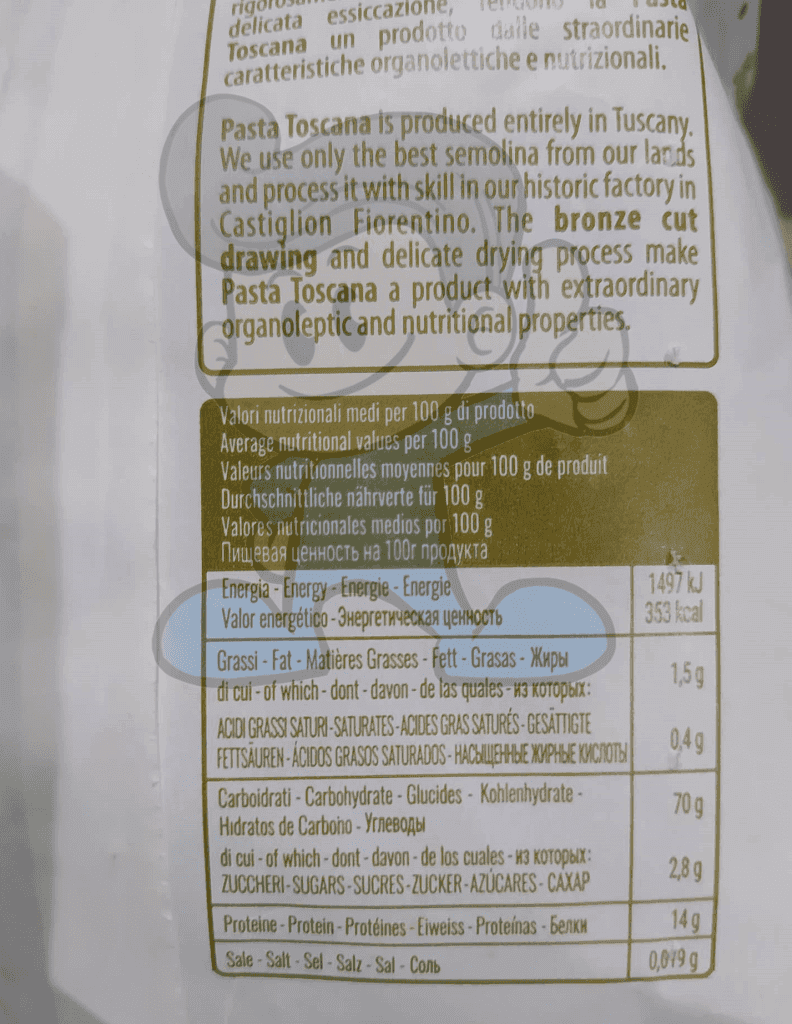 delicata essiccazione, rendono la Pasta
Toscana un prodotto dalle straordinarie
caratteristiche organolettiche e nutrizionali.
Pasta Toscana is produced entirely in Tuscany.
We use only the best semolina from our lands
and process it with skill in our historic factory in
Castiglion Fiorentino. The bronze cut
drawing and delicate drying process make
Pasta Toscana a product with extraordinary
organoleptic and nutritional properties.
Valori nutrizionali medi per 100 g di prodotto
Average nutritional values per 100 g
Valeurs nutritionnelles moyennes pour 100 g de produit
Durchschnittliche nährverte für 100 g
Valores nutricionales medios por 100 g
Пищевая ценность на 100г продукта
Energia - Energy - Energie - Energie 1497 kJ
Valor energético - Энергетическая ценность 353 kcal
Grassi - Fat - Matières Grasses - Fett - Grasas - Жиры 1,5 g
di cui - of which - dont - davon - de las quales - из которых:
ACIDI GRASSI SATURI - SATURATES - ACIDES GRAS SATURÉS - GESÄTTIGTE 0,4 g
FETTSÄUREN - ÁCIDOS GRASOS SATURADOS - НАСЫЩЕННЫЕ ЖИРНЫЕ КИСЛОТЫ
Carboidrati - Carbohydrate - Glucides - Kohlenhydrate - 70 g
Hidratos de Carbono - Углеводы
di cui - of which - dont - davon - de los cuales - из которых: 2,8 g
ZUCCHERI - SUGARS - SUCRES - ZUCKER - AZÚCARES - САХАР
Proteine - Protein - Protéines - Eiweiss - Proteínas - Белки 14 g
Sale - Salt - Sel - Salz - Sal - Соль